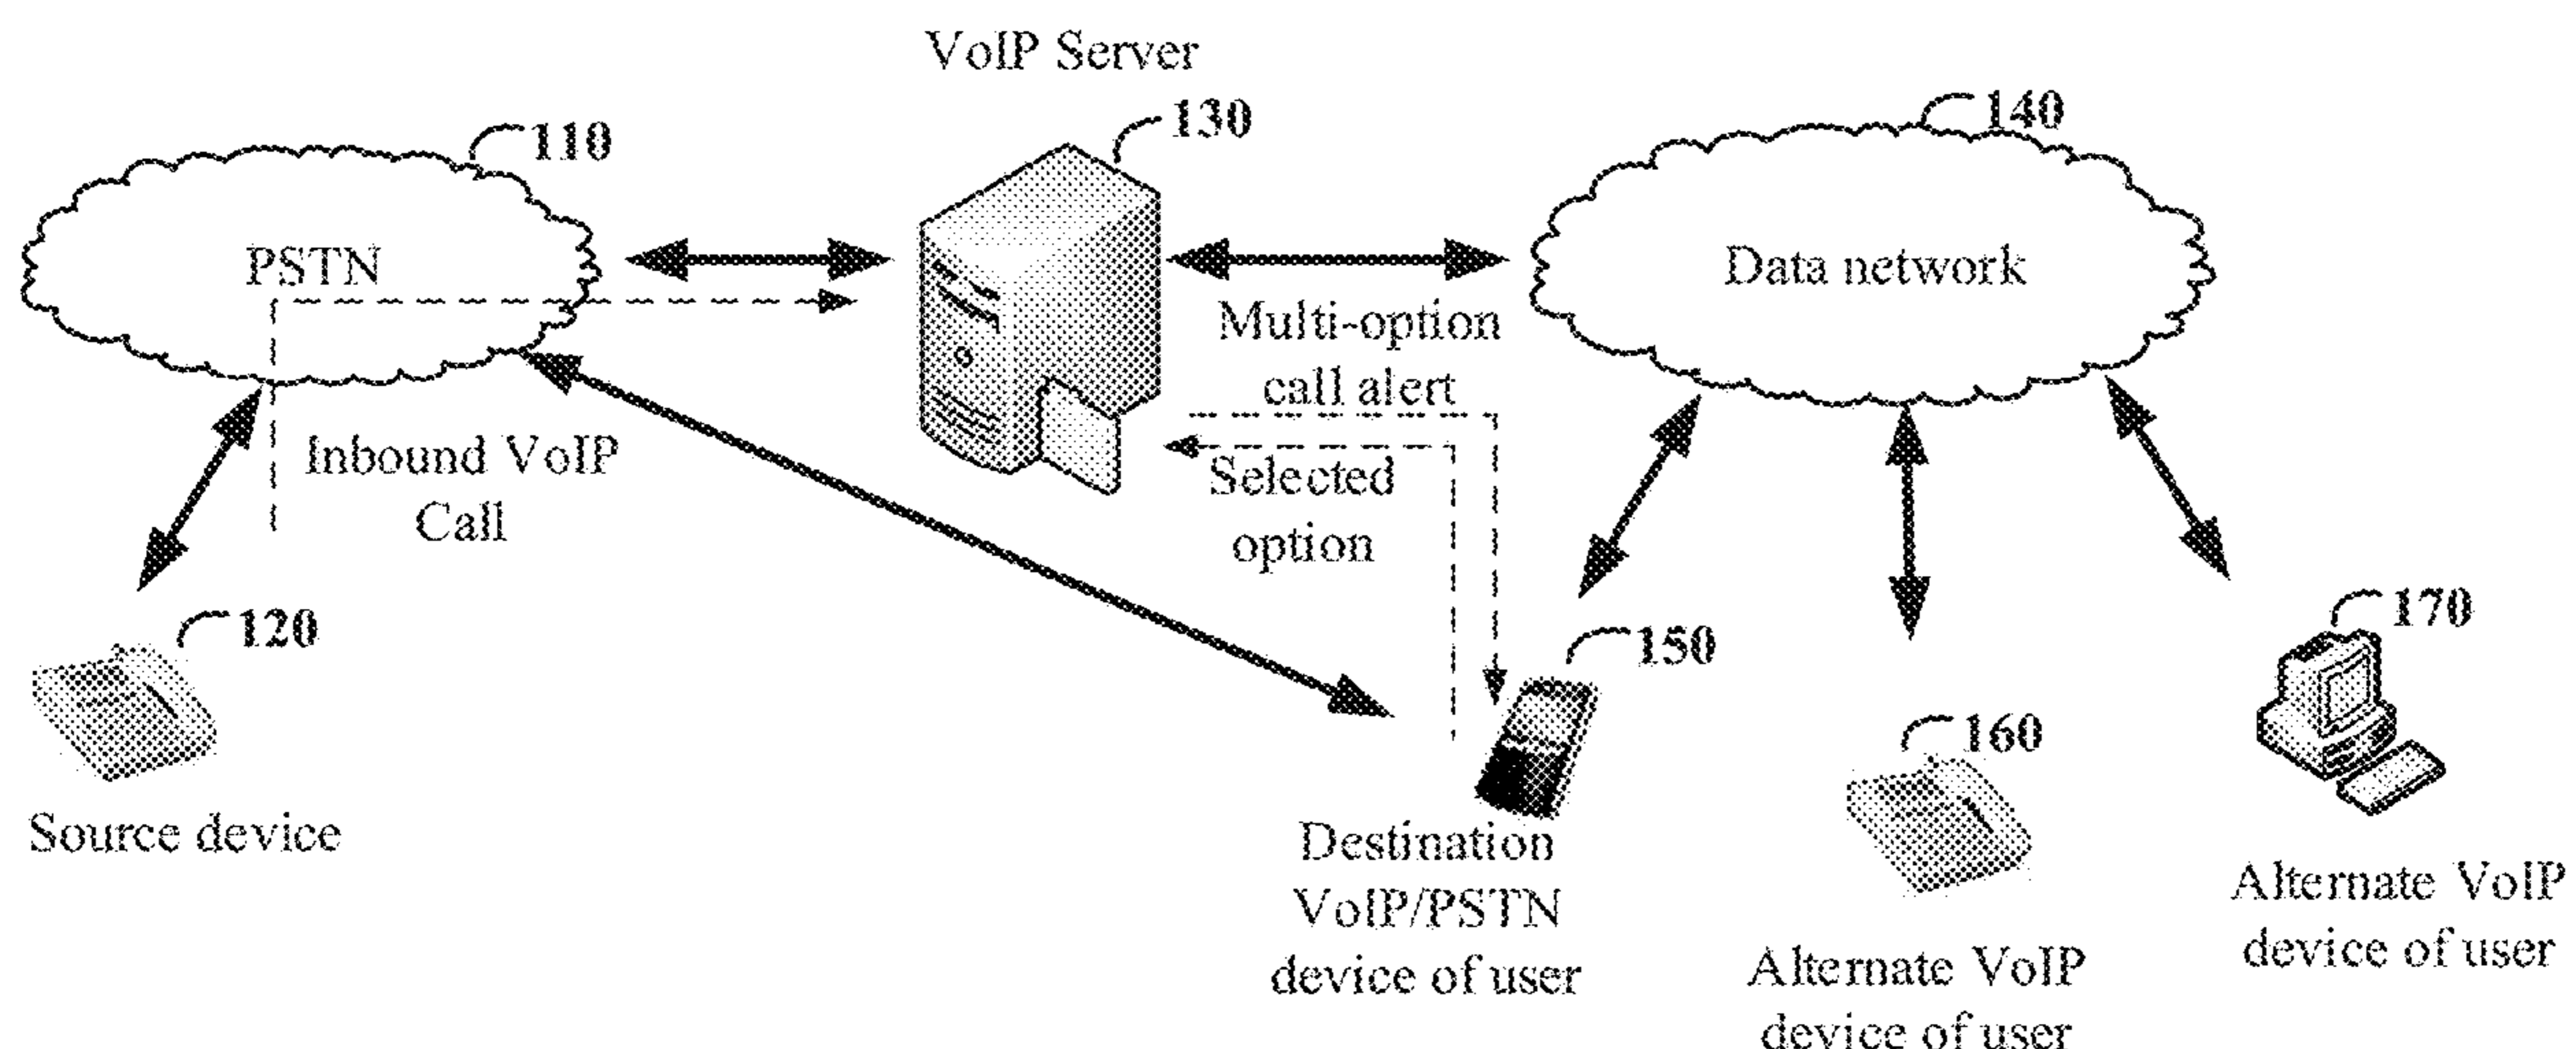 VoIP Server
110
130
140
PSTN
Data network
Multi-option
call alert
Inbound VoIP
Call
Selected
option
120
150
160
170
Source device
Destination
VoIP/PSTN
device of user
Alternate VoIP
device of user
Alternate VoIP
device of user